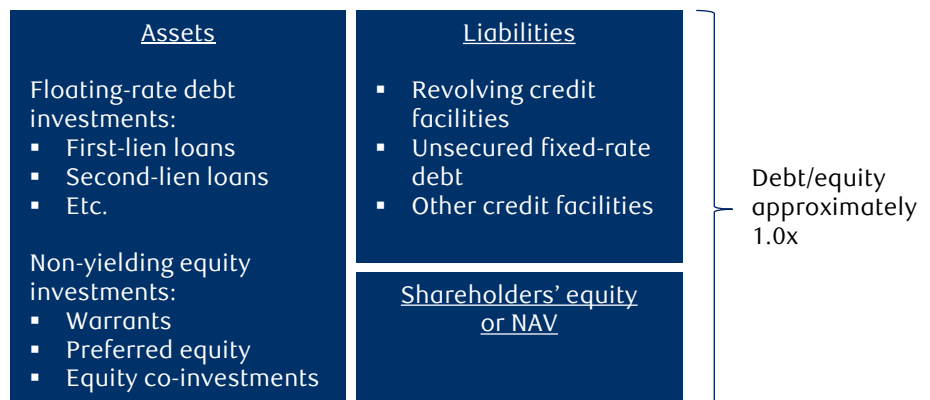 Assets
Floating-rate debt
investments:
▪ First-lien loans
▪ Second-lien loans
▪ Etc.
Non-yielding equity
investments:
▪ Warrants
▪ Preferred equity
▪ Equity co-investments
Liabilities
▪ Revolving credit
facilities
▪ Unsecured fixed-rate
debt
▪ Other credit facilities
Shareholders’ equity
or NAV
Debt/equity
approximately
1.0x